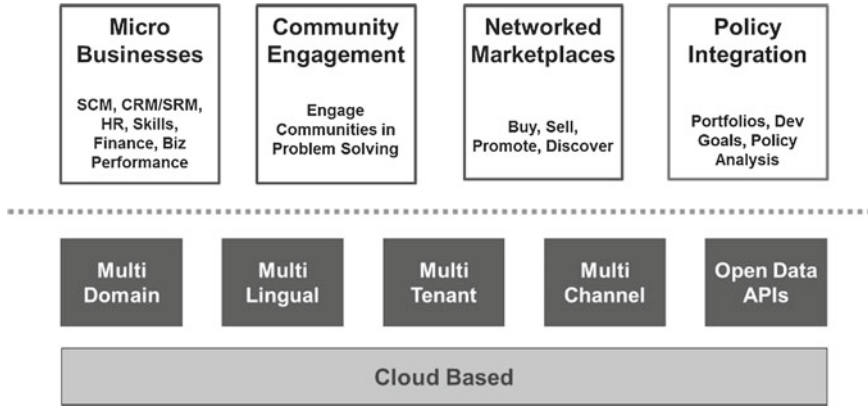 Micro
Businesses
SCM, CRM/SRM,
HR, Skills,
Finance, Biz
Performance
Community
Engagement
Engage
Communities in
Problem Solving
Networked
Marketplaces
Buy, Sell,
Promote, Discover
Policy
Integration
Portfolios, Dev
Goals, Policy
Analysis
Multi
Domain
Multi
Lingual
Multi
Tenant
Multi
Channel
Open Data
APIs
Cloud Based